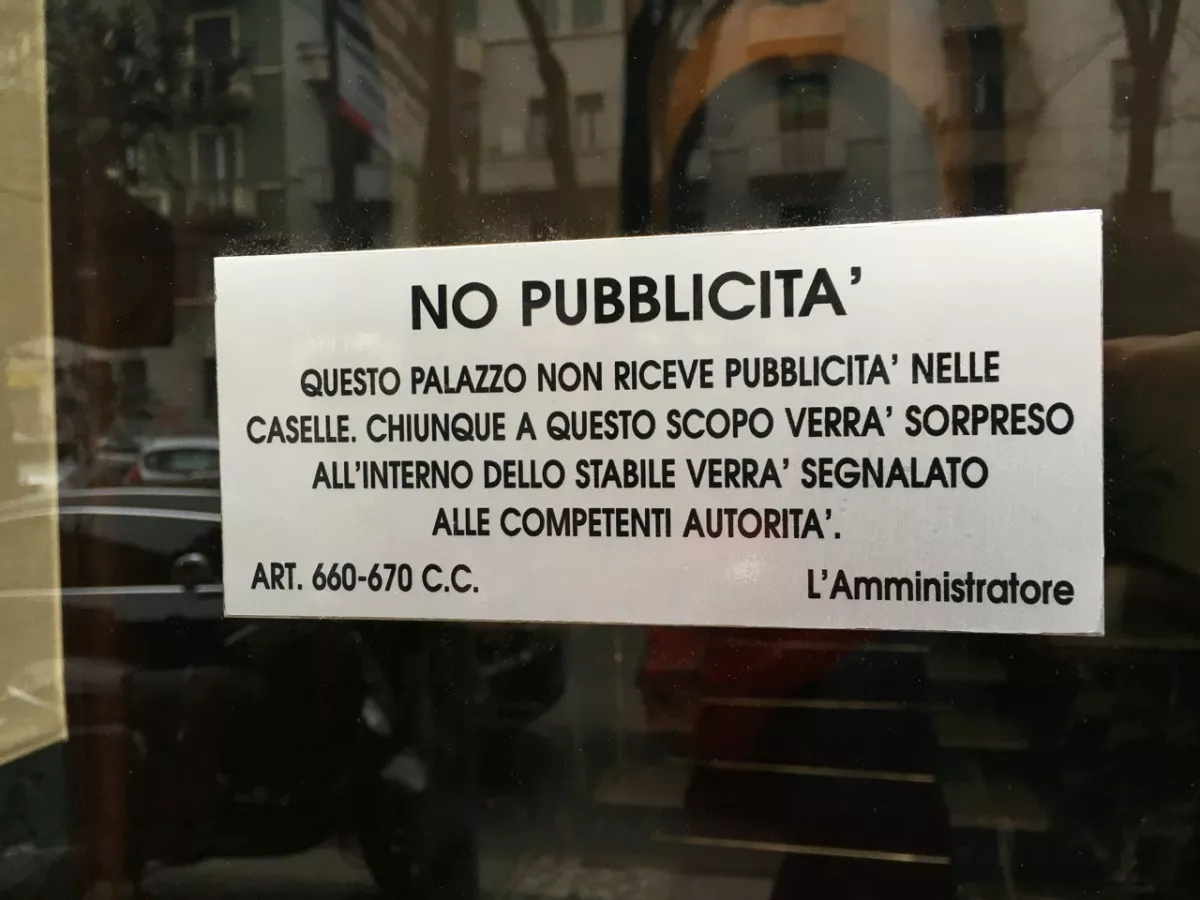 NO PUBBLICITA'
QUESTO PALAZZO NON RICEVE PUBBLICITA' NELLE
CASELLE. CHIUNQUE A QUESTO SCOPO VERRA' SORPRESO
ALL'INTERNO DELLO STABILE VERRA' SEGNALATO
ALLE COMPETENTI AUTORITA'.
ART. 660-670 C.C.
L'Amministratore